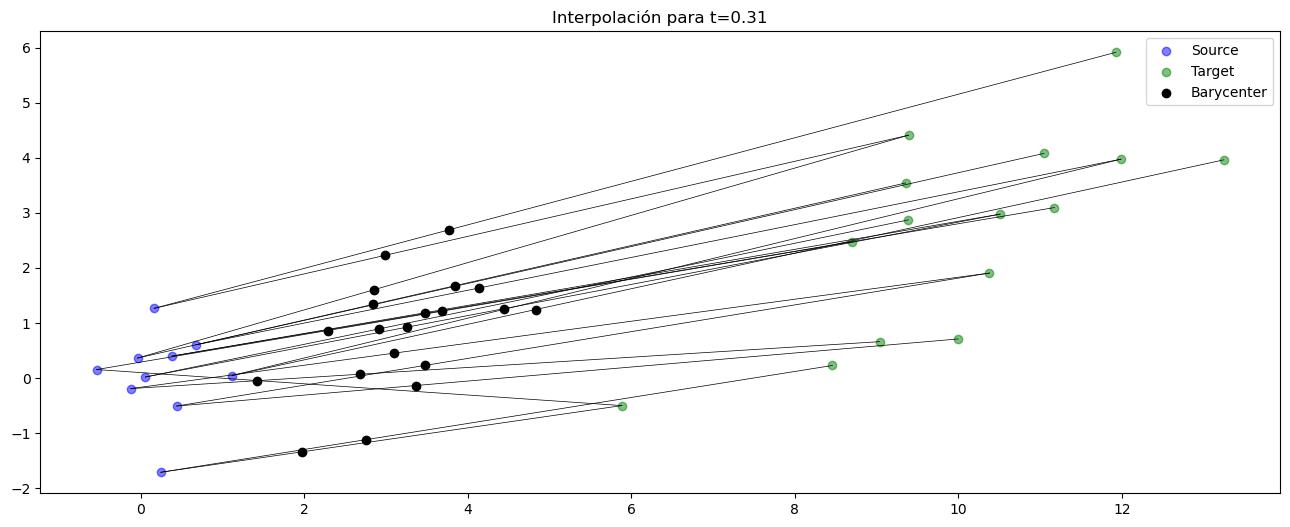 Interpolación para t=0.31
Source
Target
Barycenter
6
5
4
3
2
1
0
−1
−2
0 2 4 6 8 10 12